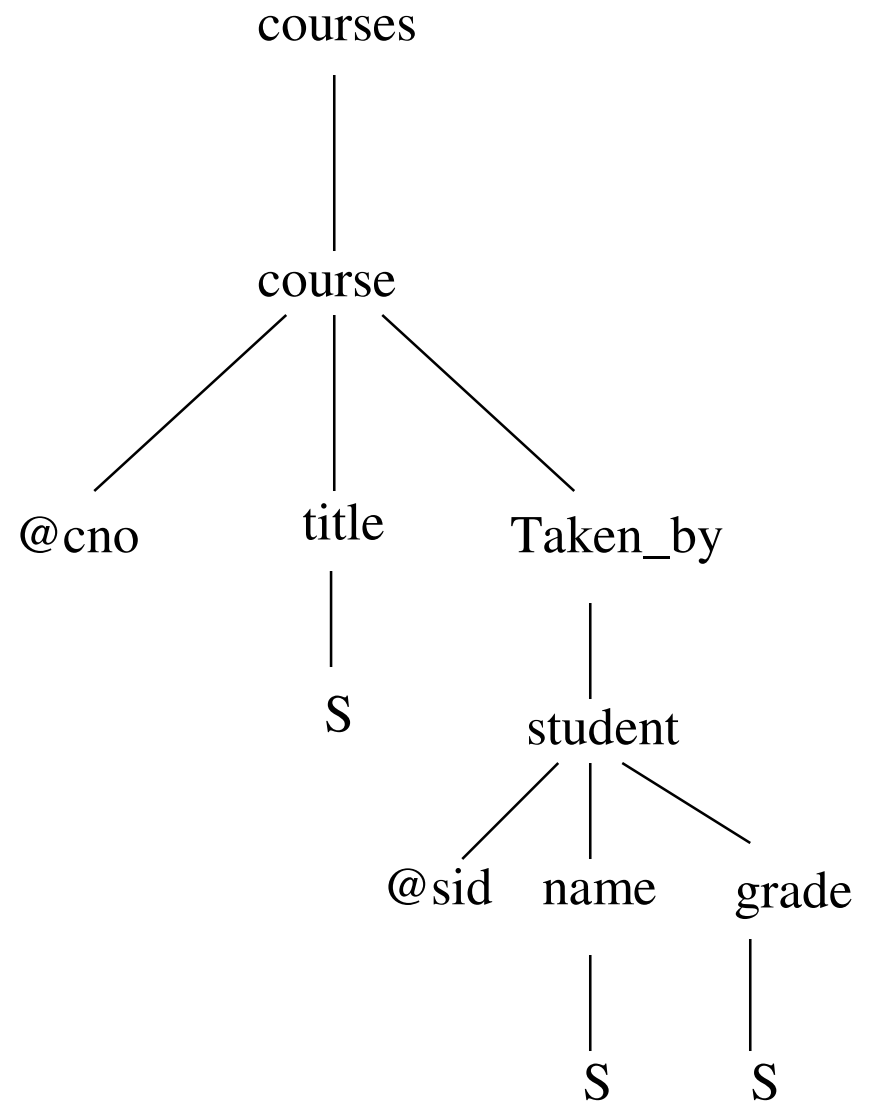 courses
course
@cno title Taken_by
S
student
@sid name grade
S S